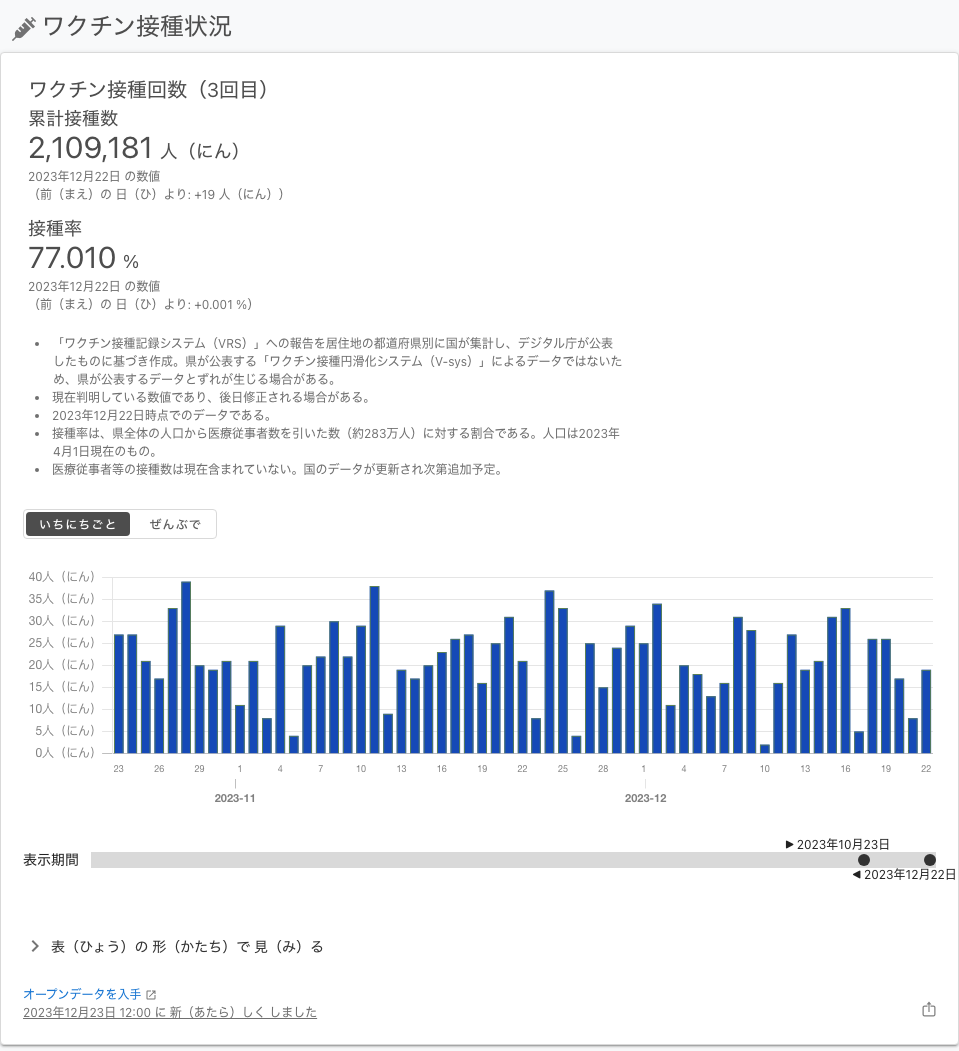 ワクチン接種状況
ワクチン接種回数（3回目）
累計接種数
2,109,181 人（にん）
2023年12月22日 の数値
（前（まえ）の 日（ひ）より: +19 人（にん））
接種率
77.010 %
2023年12月22日 の数値
（前（まえ）の 日（ひ）より: +0.001 %）
• 「ワクチン接種記録システム（VRS）」への報告を居住地の都道府県別に国が集計し、デジタル庁が公表
したものに基づき作成。県が公表する「ワクチン接種円滑化システム（V-sys）」によるデータではないた
め、県が公表するデータとずれが生じる場合がある。
• 現在判明している数値であり、後日修正される場合がある。
• 2023年12月22日時点でのデータである。
• 接種率は、県全体の人口から医療従事者数を引いた数（約283万人）に対する割合である。人口は2023年
4月1日現在のもの。
• 医療従事者等の接種数は現在含まれていない。国のデータが更新され次第追加予定。
いちにちごと ぜんぶで
40人（にん）
35人（にん）
30人（にん）
25人（にん）
20人（にん）
15人（にん）
10人（にん）
5人（にん）
0人（にん）
23 26 29 1 4 7 10 13 16 19 22 25 28 1 4 7 10 13 16 19 22
2023-11 2023-12
▶ 2023年10月23日
表示期間
◀ 2023年12月22日
表（ひょう）の 形（かたち）で 見（み）る
オープンデータを入手
2023年12月23日 12:00 に 新（あたら）しく しました